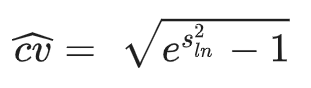 $\widehat{cv} = \sqrt{e^{s_{ln}^{2}} - 1}$